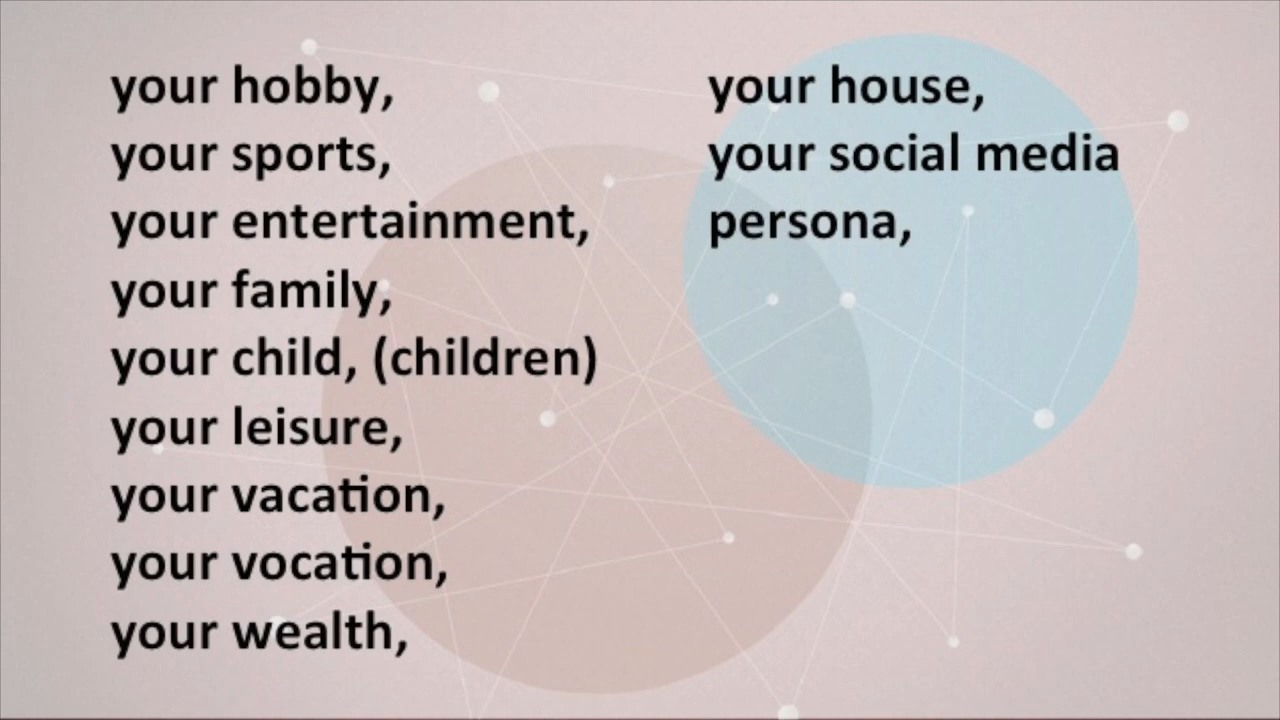 your hobby,
your sports,
your entertainment,
your family,
your child, (children)
your leisure,
your vacation,
your vocation,
your wealth,
your house,
your social media
persona,